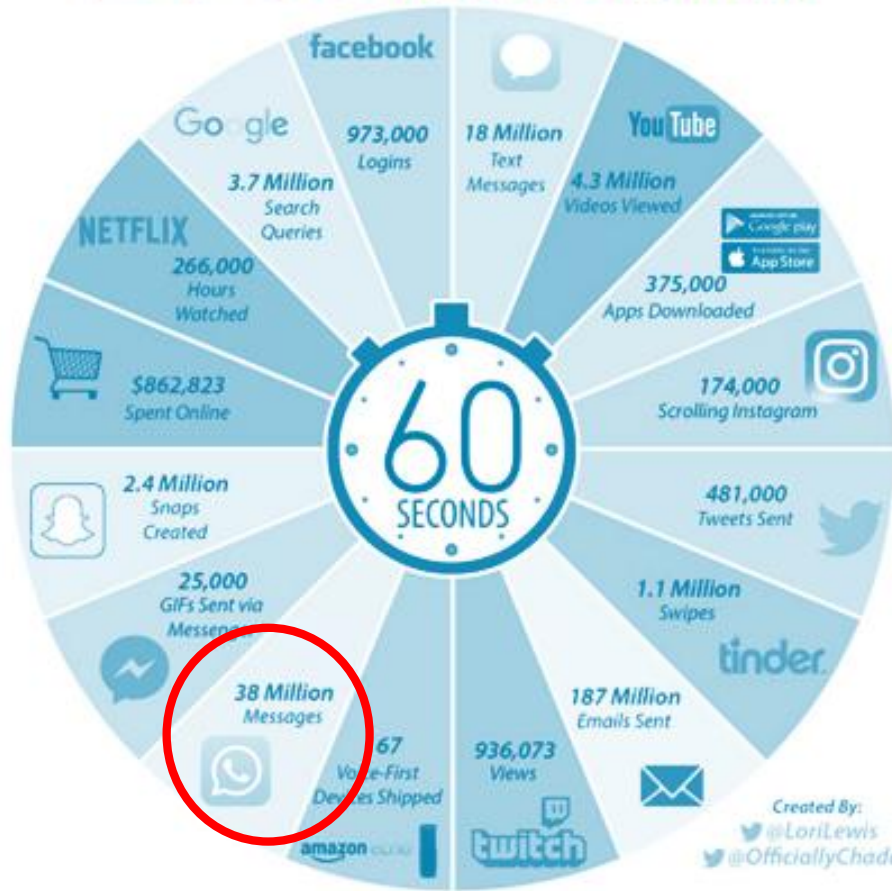 facebook
973,000
Logins
18 Million
Text
Messages
YouTube
4.3 Million
Videos Viewed
Google play
App Store
375,000
Apps Downloaded
174,000
Scrolling Instagram
481,000
Tweets Sent
1.1 Million
Swipes
tinder
187 Million
Emails Sent
936,073
Views
twitch
67
Voice-First
Devices Shipped
amazon echo
38 Million
Messages
25,000
GIFs Sent via
Messenger
2.4 Million
Snaps
Created
$862,823
Spent Online
NETFLIX
266,000
Hours
Watched
Google
3.7 Million
Search
Queries
60
SECONDS
Created By:
@LoriLewis